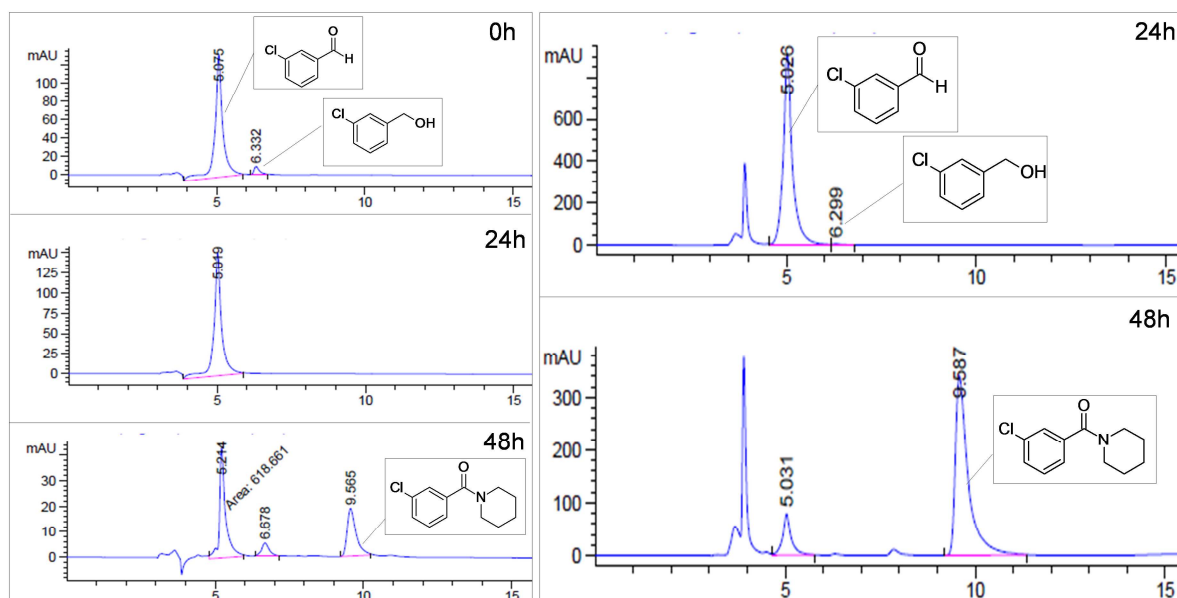 0h
mAU
100
80
60
40
20
0
5.075
6.332
Cl
O
H
Cl
OH
5
10
15
24h
mAU
125
100
75
50
25
0
5.019
5
10
15
48h
mAU
30
20
10
0
5.214
Area: 618.661
6.678
9.565
Cl
O
N
5
10
15
24h
mAU
600
400
200
0
5.026
6.299
Cl
O
H
Cl
OH
5
10
15
48h
mAU
300
200
100
0
5.031
9.587
Cl
O
N
5
10
15